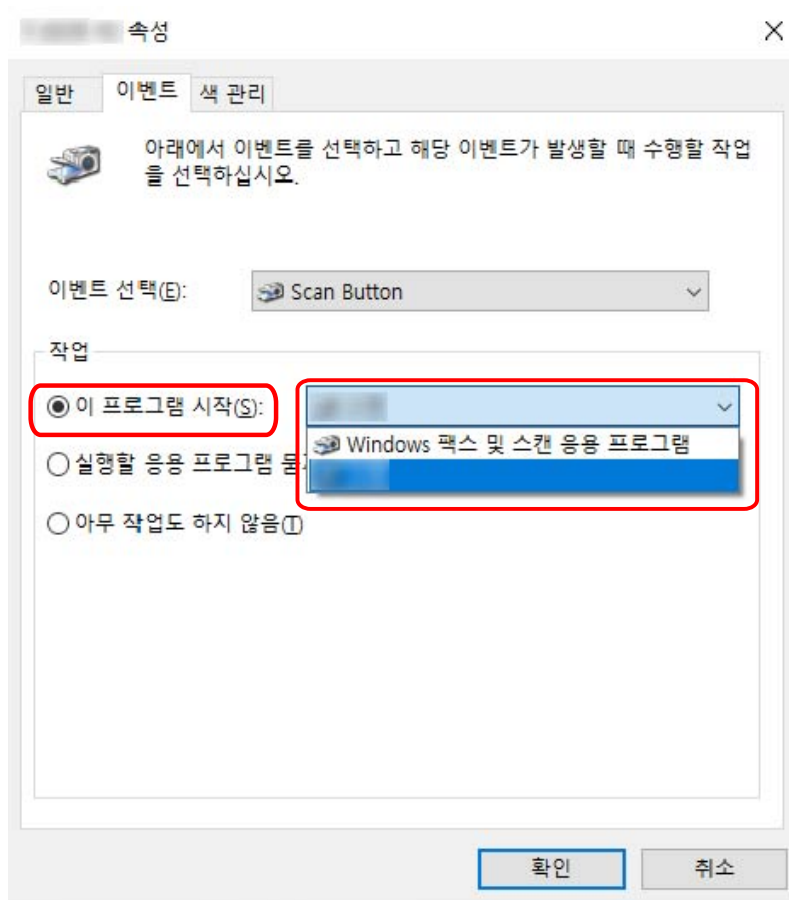 속성
일반 이벤트 색 관리
아래에서 이벤트를 선택하고 해당 이벤트가 발생할 때 수행할 작업
을 선택하십시오.
이벤트 선택(E): Scan Button
작업
이 프로그램 시작(S):
Windows 팩스 및 스캔 응용 프로그램
실행할 응용 프로그램
아무 작업도 하지 않음(T)
확인 취소